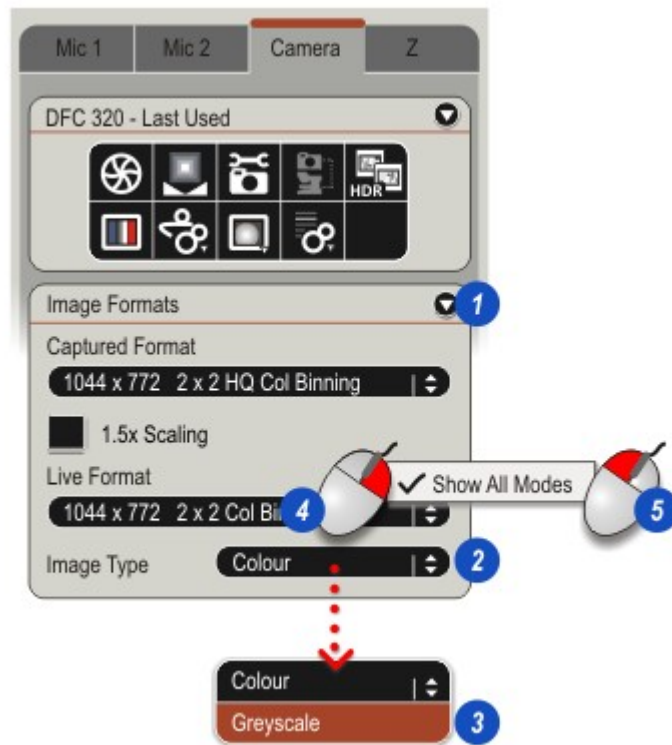 Mic 1 Mic 2 Camera Z
DFC 320 - Last Used
HDR
Image Formats 1
Captured Format
1044 x 772 2 x 2 HQ Col Binning
1.5x Scaling
Live Format
Show All Modes
1044 x 772 2 x 2 Col Bi 4 5
Image Type Colour 2
Colour
Greyscale 3